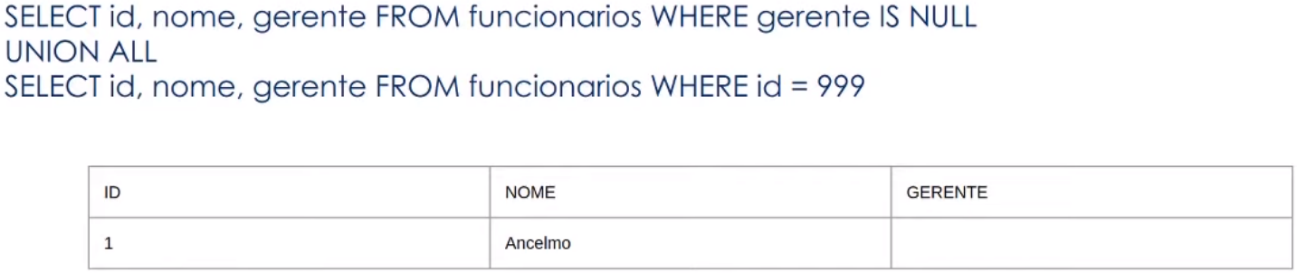 SELECT id, nome, gerente FROM funcionarios WHERE gerente IS NULL
UNION ALL
SELECT id, nome, gerente FROM funcionarios WHERE id = 999
ID NOME GERENTE
1 Ancelmo